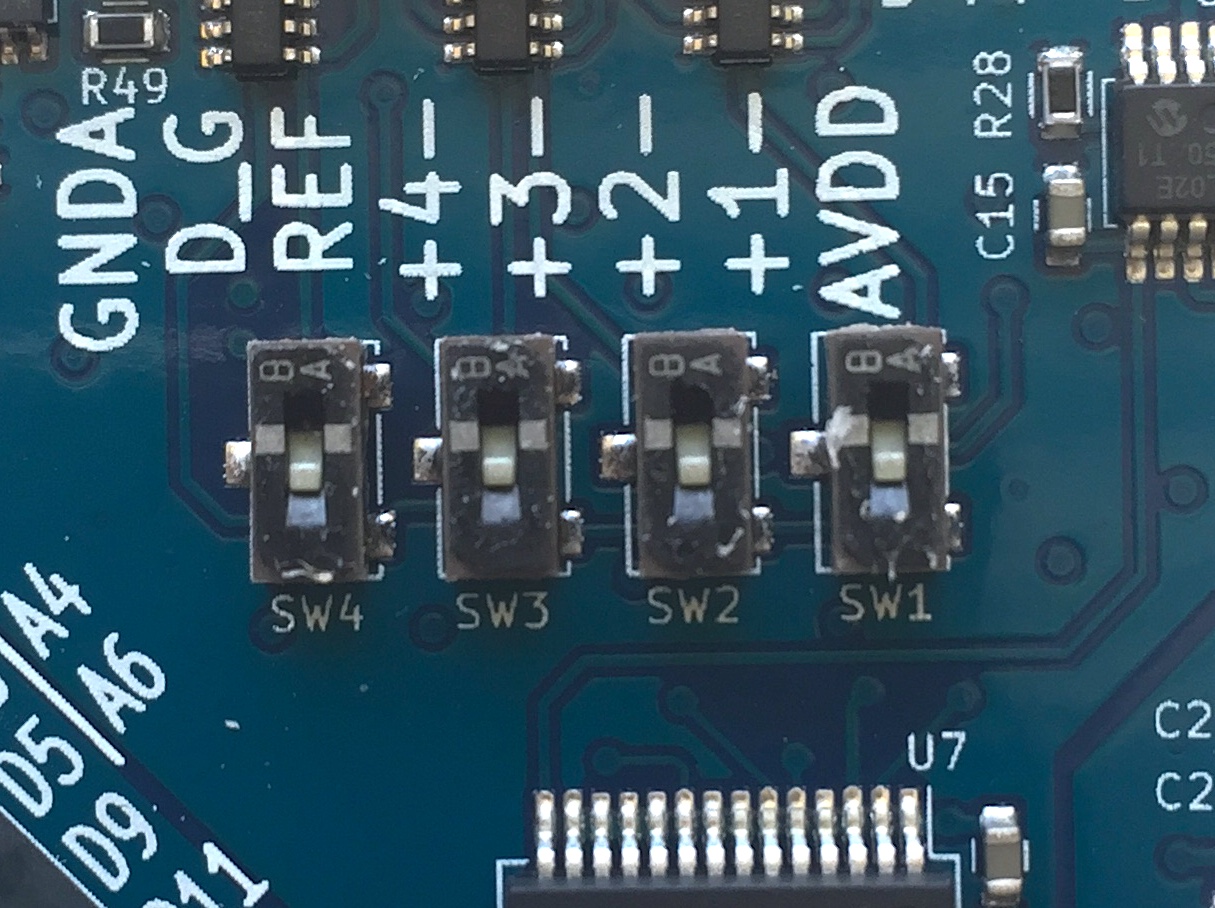 R49
GNDA
D_G
REF
+4-
+3-
+2-
+1-
AVDD
R28
C15
B A
B A
B A
B A
SW4
SW3
SW2
SW1
/A4
D5/A6
D9
11
U7
C2
C2